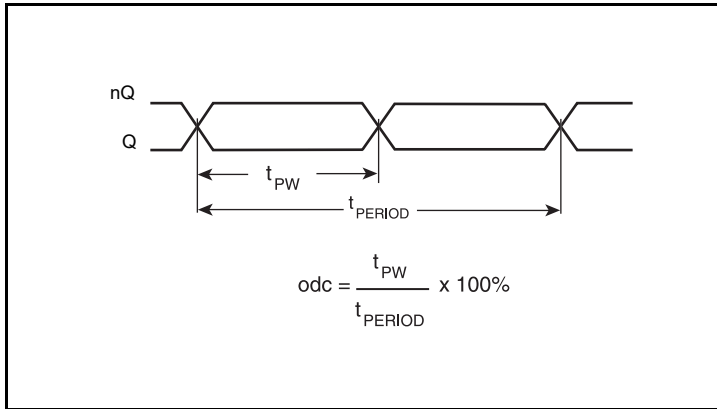 nQ
Q
tPW
tPERIOD
odc = tPW / tPERIOD x 100%